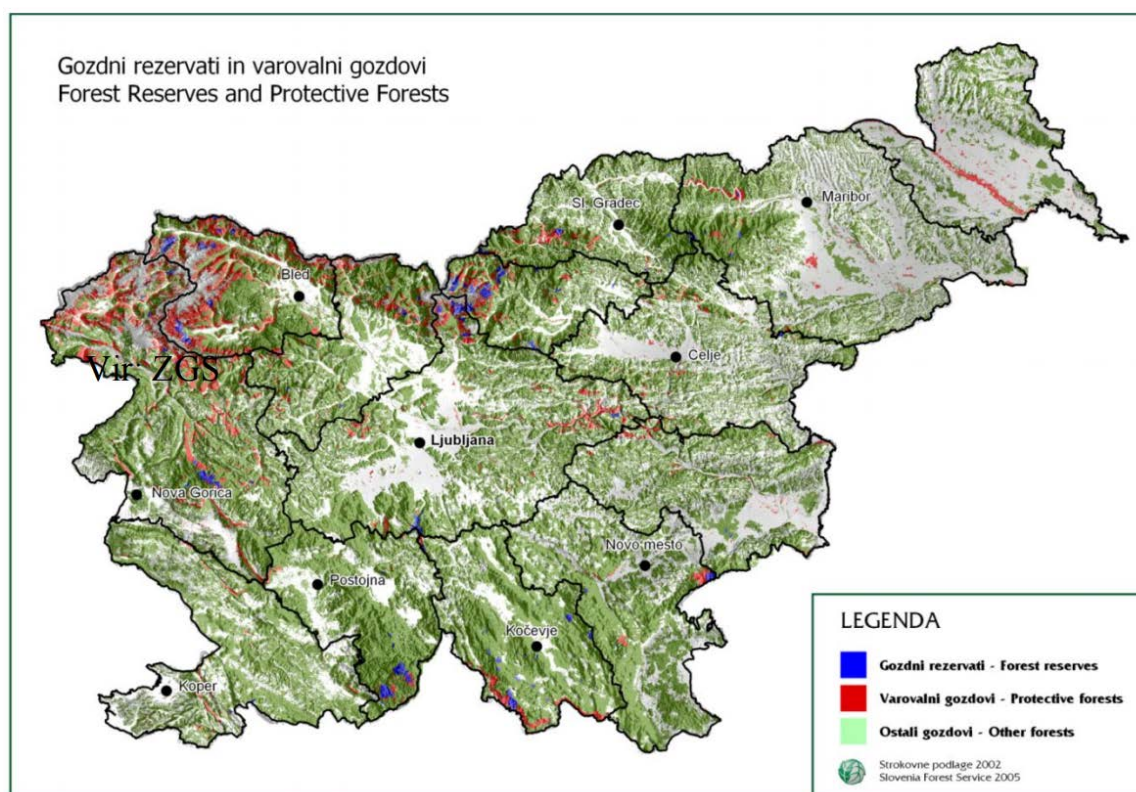 Gozdni rezervati in varovalni gozdovi
Forest Reserves and Protective Forests
Maribor
Sl. Gradec
Bled
Celje
Vir: ZGS
Ljubljana
Nova Gorica
Novo mesto
Postojna
Kočevje
Koper
LEGENDA
Gozdni rezervati - Forest reserves
Varovalni gozdovi - Protective forests
Ostali gozdovi - Other forests
Strokovne podlage 2002
Slovenia Forest Service 2005